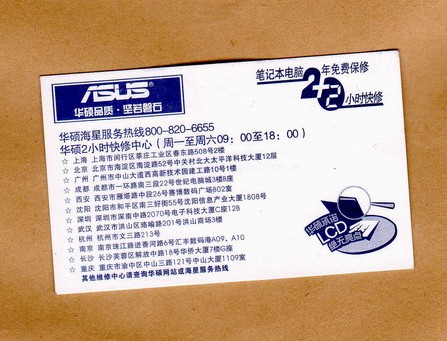 ASUS
华硕品质·坚若磐石
笔记本电脑 2+2 年免费保修
小时快修
华硕海星服务热线800-820-6655
华硕2小时快修中心(周一至周六09:00至18:00)
☆ 上海 上海市闵行区莘庄工业区春东路508号2楼
☆ 北京 北京市海淀区海淀路52号中关村北大太平洋科技大厦12层
☆ 广州 广州市中山大道西高新技术园建工路10号1楼
☆ 成都 成都市一环路南三段22号世纪电脑城3楼B座
☆ 西安 西安市雁塔路中段26号赛博数码广场802室
☆ 沈阳 沈阳市和平区南三好街55号沈阳信息产业大厦1808号
☆ 深圳 深圳市深南中路2070号电子科技大厦C座128
☆ 武汉 武汉市洪山区珞喻路201号洪山商场3楼
☆ 杭州 杭州市文三路213号
☆ 南京 南京珠江路进香河路6号汇丰数码港A09、A10
☆ 长沙 长沙芙蓉区解放中路18号华侨大厦7楼G座
☆ 重庆 重庆市渝中区中山三路121号中山大厦1109室
其他维修中心请查询华硕网站或海星服务热线
华硕承诺
LCD
绝无亮点